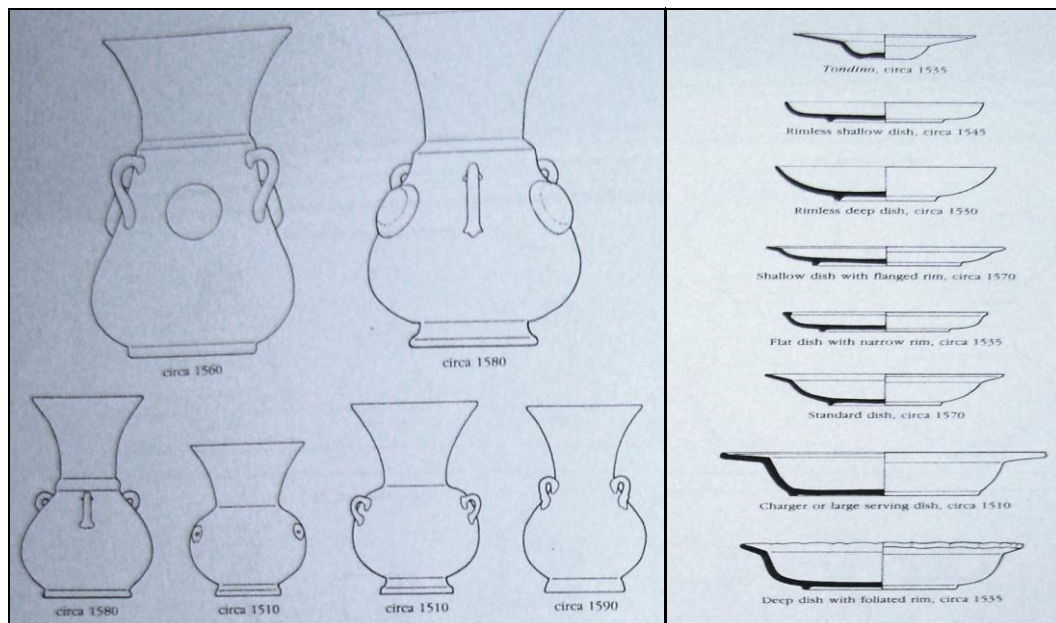 circa 1560
circa 1580
circa 1580
circa 1510
circa 1510
circa 1590
Tondino, circa 1535
Rimless shallow dish, circa 1545
Rimless deep dish, circa 1530
Shallow dish with flanged rim, circa 1570
Flat dish with narrow rim, circa 1535
Standard dish, circa 1570
Charger or large serving dish, circa 1510
Deep dish with foliated rim, circa 1535